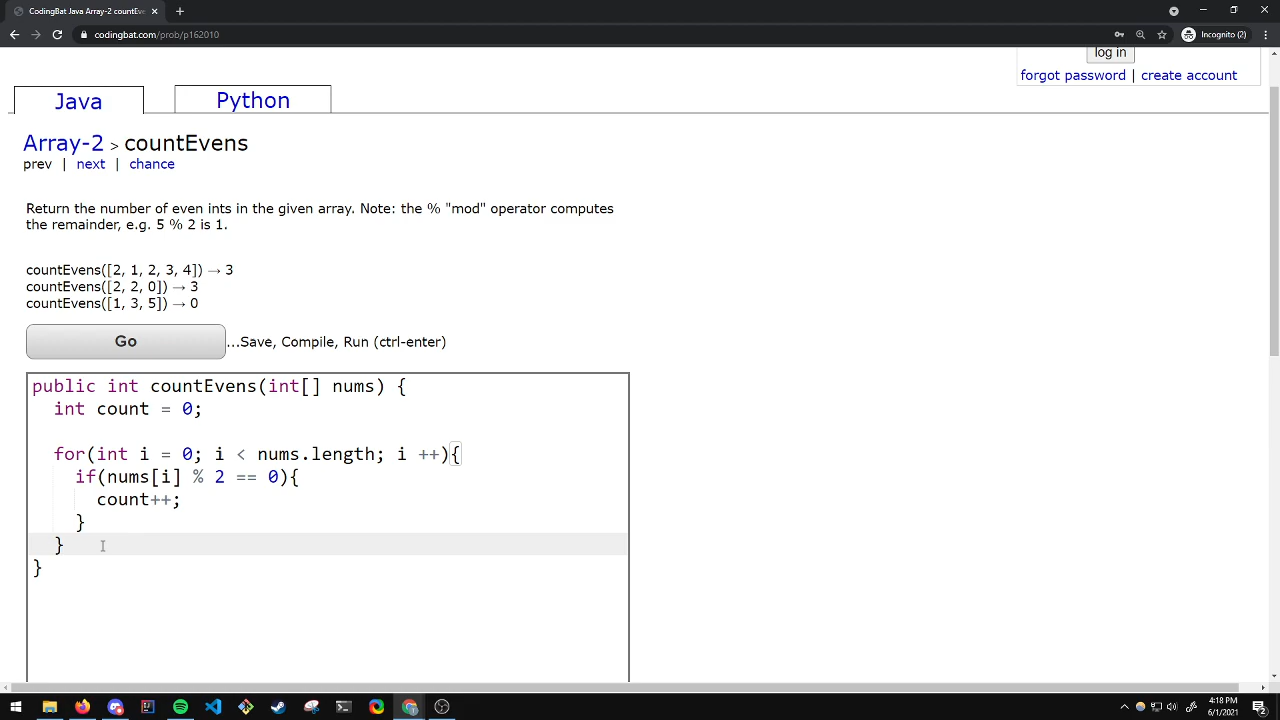 CodingBat Java Array-2 countEve
codingbat.com/prob/p162010
Incognito (2)
log in
forgot password | create account
Java
Python
Array-2 > countEvens
prev | next | chance
Return the number of even ints in the given array. Note: the % "mod" operator computes
the remainder, e.g. 5 % 2 is 1.
countEvens([2, 1, 2, 3, 4]) → 3
countEvens([2, 2, 0]) → 3
countEvens([1, 3, 5]) → 0
Go ...Save, Compile, Run (ctrl-enter)
public int countEvens(int[] nums) {
int count = 0;
for(int i = 0; i < nums.length; i ++){
if(nums[i] % 2 == 0){
count++;
}
}
}
4:18 PM
6/1/2021
2